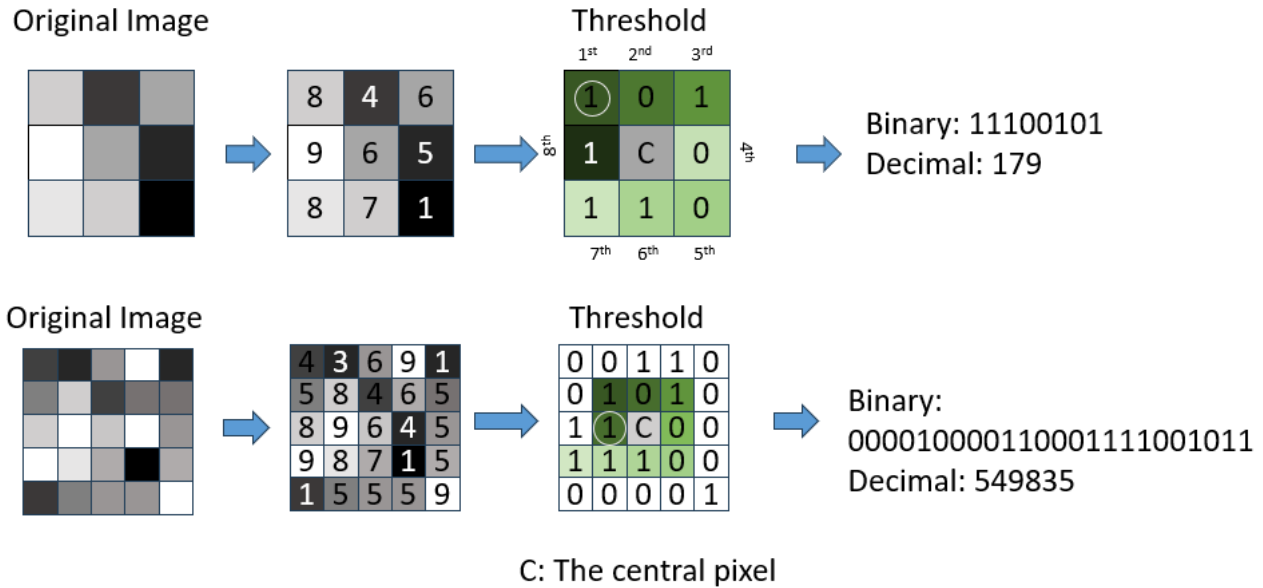 Original Image
Threshold
1st 2nd 3rd
8 4 6
1 0 1
Binary: 11100101
9 6 5
8th 1 C 0 4th
Decimal: 179
8 7 1
1 1 0
7th 6th 5th
Original Image
Threshold
4 3 6 9 1
0 0 1 1 0
5 8 4 6 5
0 1 0 1 0
Binary:
8 9 6 4 5
1 1 C 0 0
000010000110001111001011
9 8 7 1 5
1 1 1 0 0
Decimal: 549835
1 5 5 5 9
0 0 0 0 1
C: The central pixel